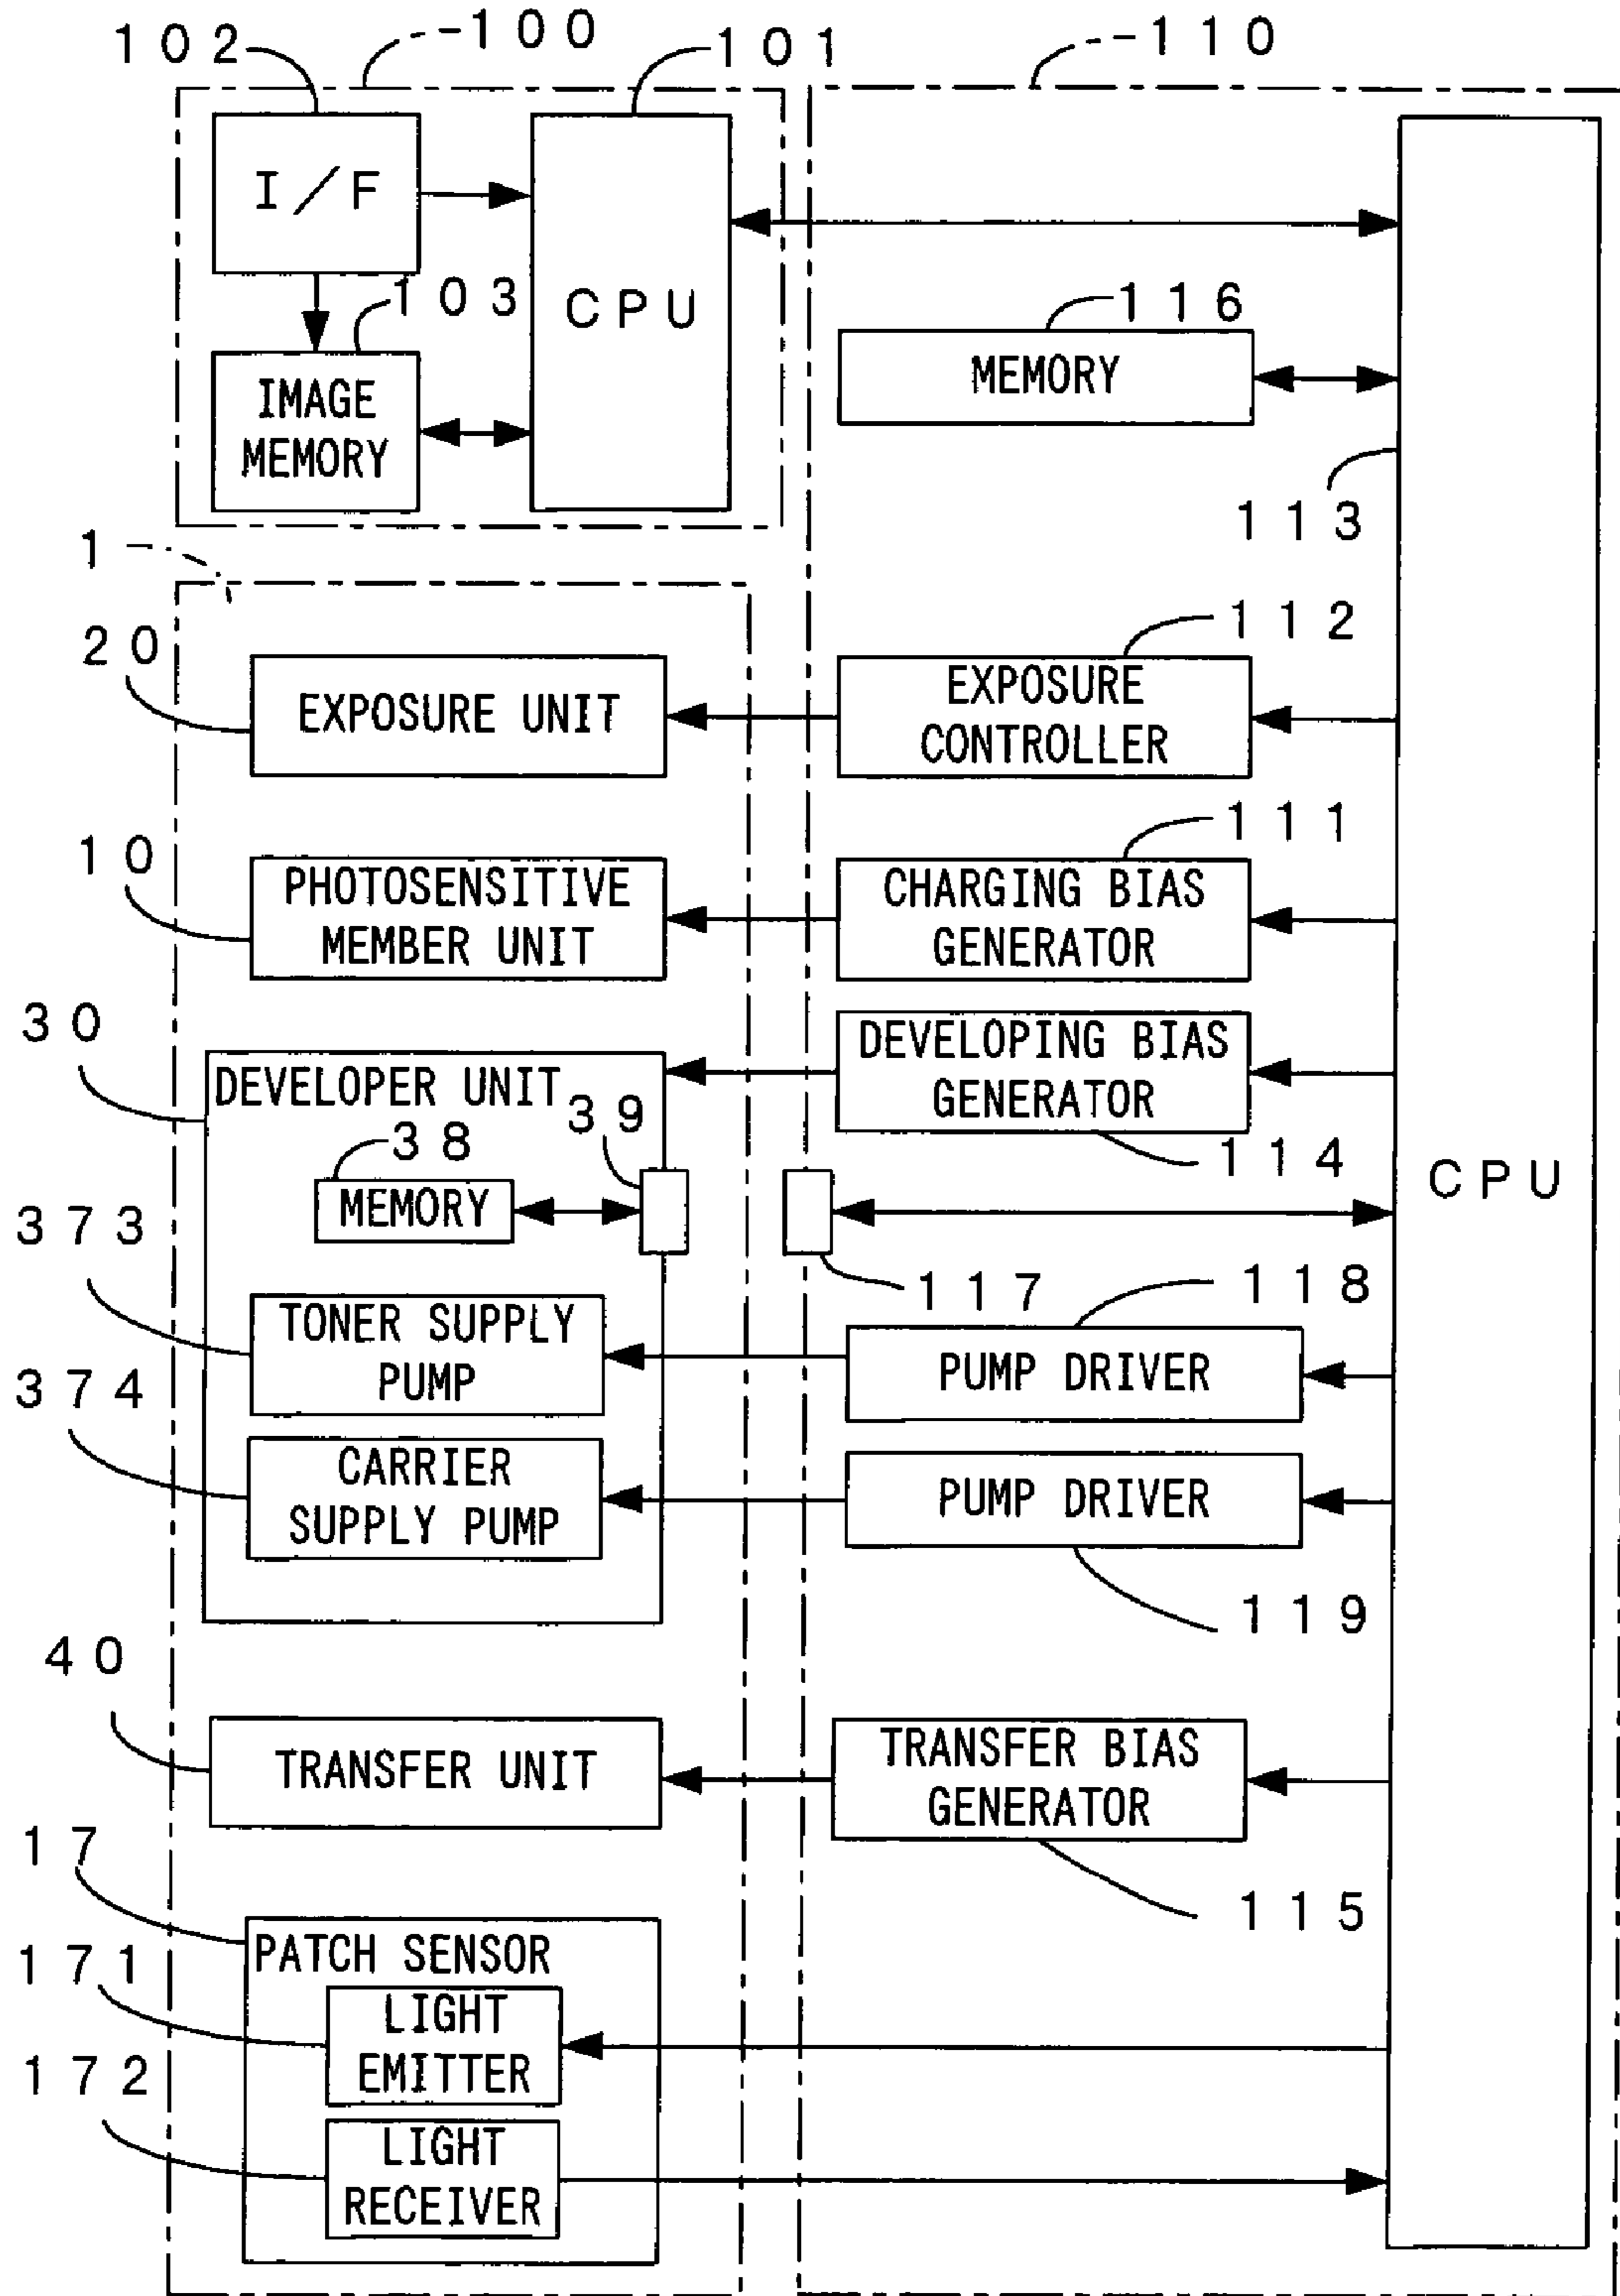 102
100
101
110
I/F
CPU
103
IMAGE
MEMORY
116
MEMORY
113
1
20
EXPOSURE UNIT
112
EXPOSURE
CONTROLLER
10
PHOTOSENSITIVE
MEMBER UNIT
111
CHARGING BIAS
GENERATOR
30
DEVELOPER UNIT
DEVELOPING BIAS
GENERATOR
114
CPU
38
39
MEMORY
117
373
TONER SUPPLY
PUMP
118
PUMP DRIVER
374
CARRIER
SUPPLY PUMP
PUMP DRIVER
119
40
TRANSFER UNIT
TRANSFER BIAS
GENERATOR
115
17
PATCH SENSOR
171
LIGHT
EMITTER
172
LIGHT
RECEIVER